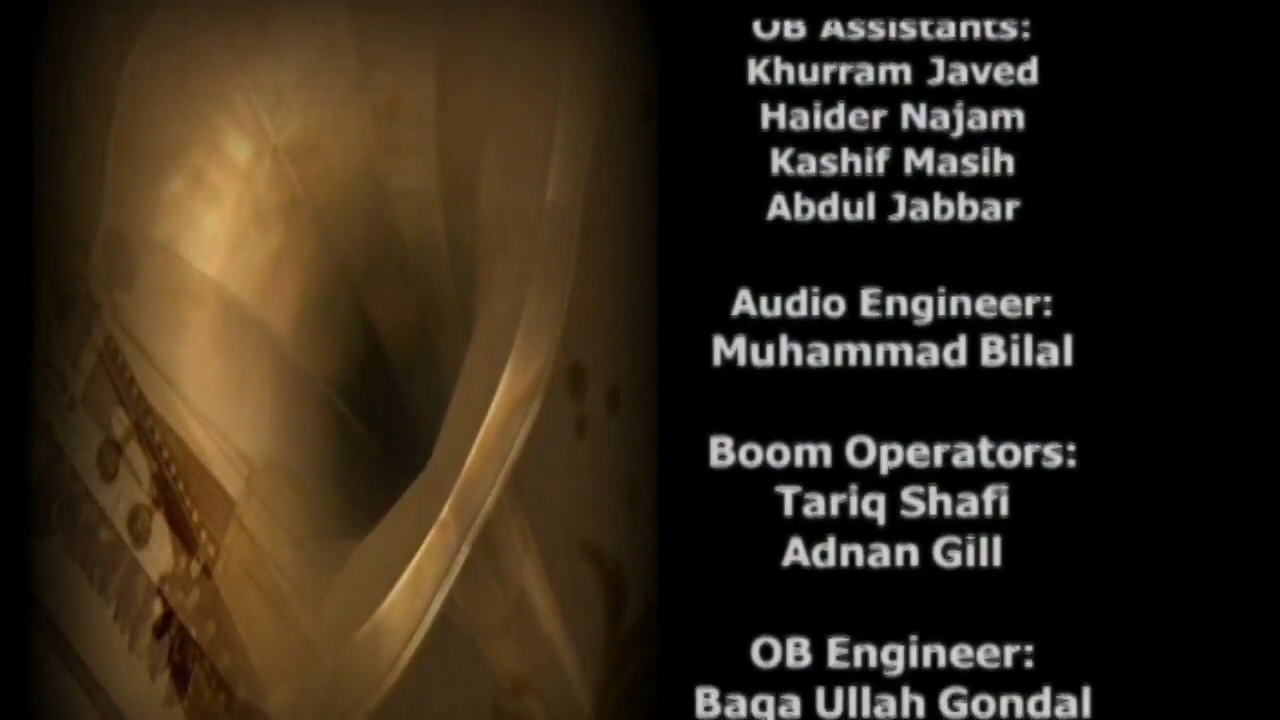 OB Assistants:
Khurram Javed
Haider Najam
Kashif Masih
Abdul Jabbar
Audio Engineer:
Muhammad Bilal
Boom Operators:
Tariq Shafi
Adnan Gill
OB Engineer:
Baqa Ullah Gondal